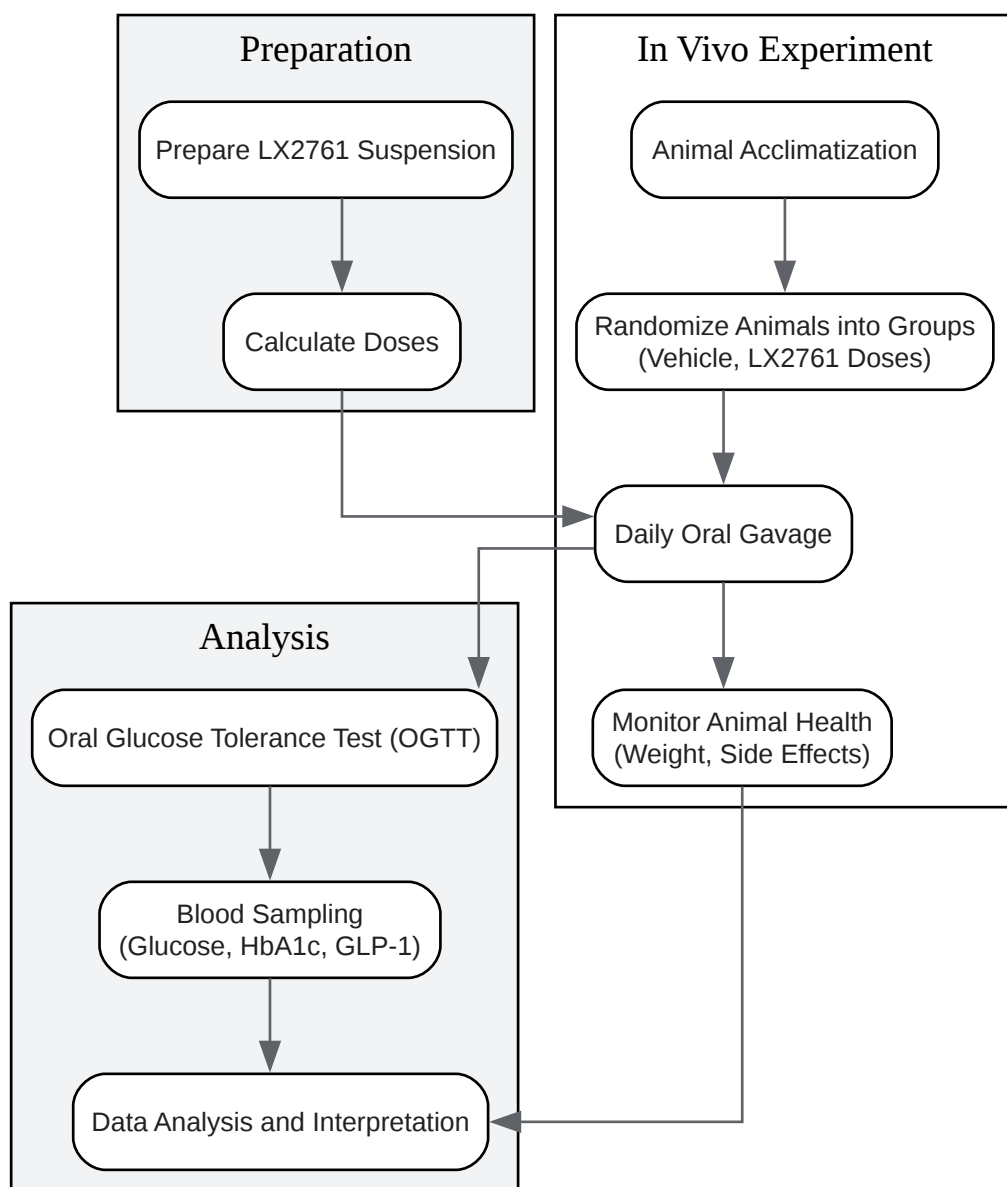 Preparation
Prepare LX2761 Suspension
Calculate Doses
In Vivo Experiment
Animal Acclimatization
Randomize Animals into Groups
(Vehicle, LX2761 Doses)
Daily Oral Gavage
Monitor Animal Health
(Weight, Side Effects)
Analysis
Oral Glucose Tolerance Test (OGTT)
Blood Sampling
(Glucose, HbA1c, GLP-1)
Data Analysis and Interpretation